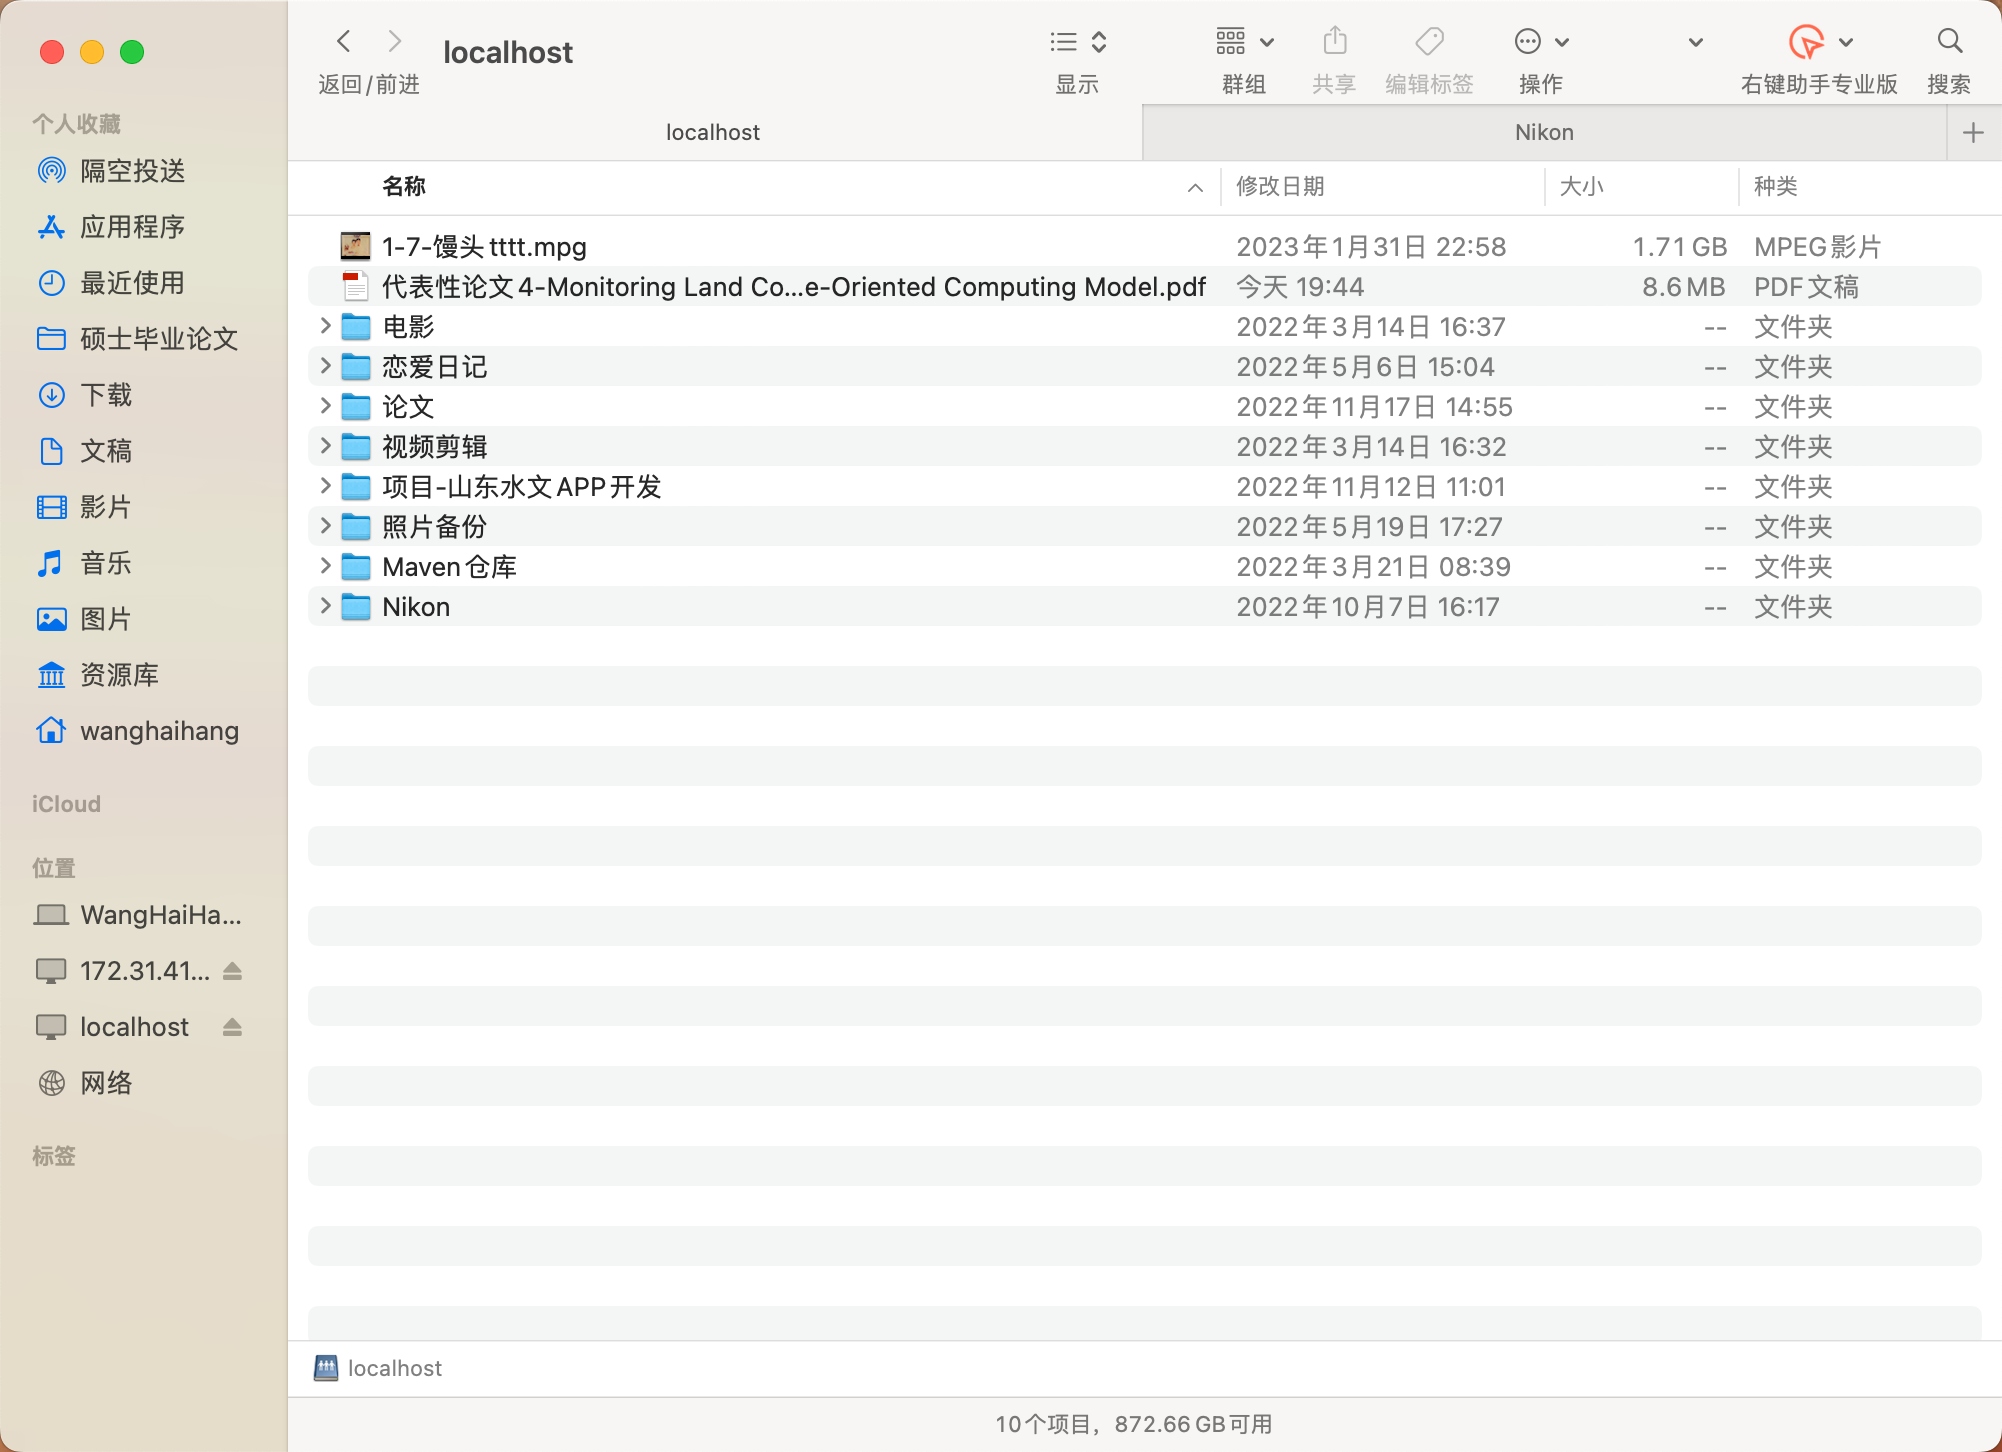 localhost
返回/前进
显示
群组
共享
编辑标签
操作
右键助手专业版
搜索
localhost
Nikon
个人收藏
隔空投送
应用程序
最近使用
硕士毕业论文
下载
文稿
影片
音乐
图片
资源库
wanghaihang
iCloud
位置
WangHaiHa...
172.31.41...
localhost
网络
标签
名称 修改日期 大小 种类
1-7-馒头tttt.mpg 2023年1月31日 22:58 1.71 GB MPEG影片
代表性论文4-Monitoring Land Co...e-Oriented Computing Model.pdf 今天 19:44 8.6 MB PDF文稿
电影 2022年3月14日 16:37 -- 文件夹
恋爱日记 2022年5月6日 15:04 -- 文件夹
论文 2022年11月17日 14:55 -- 文件夹
视频剪辑 2022年3月14日 16:32 -- 文件夹
项目-山东水文APP开发 2022年11月12日 11:01 -- 文件夹
照片备份 2022年5月19日 17:27 -- 文件夹
Maven仓库 2022年3月21日 08:39 -- 文件夹
Nikon 2022年10月7日 16:17 -- 文件夹
localhost
10个项目，872.66 GB可用